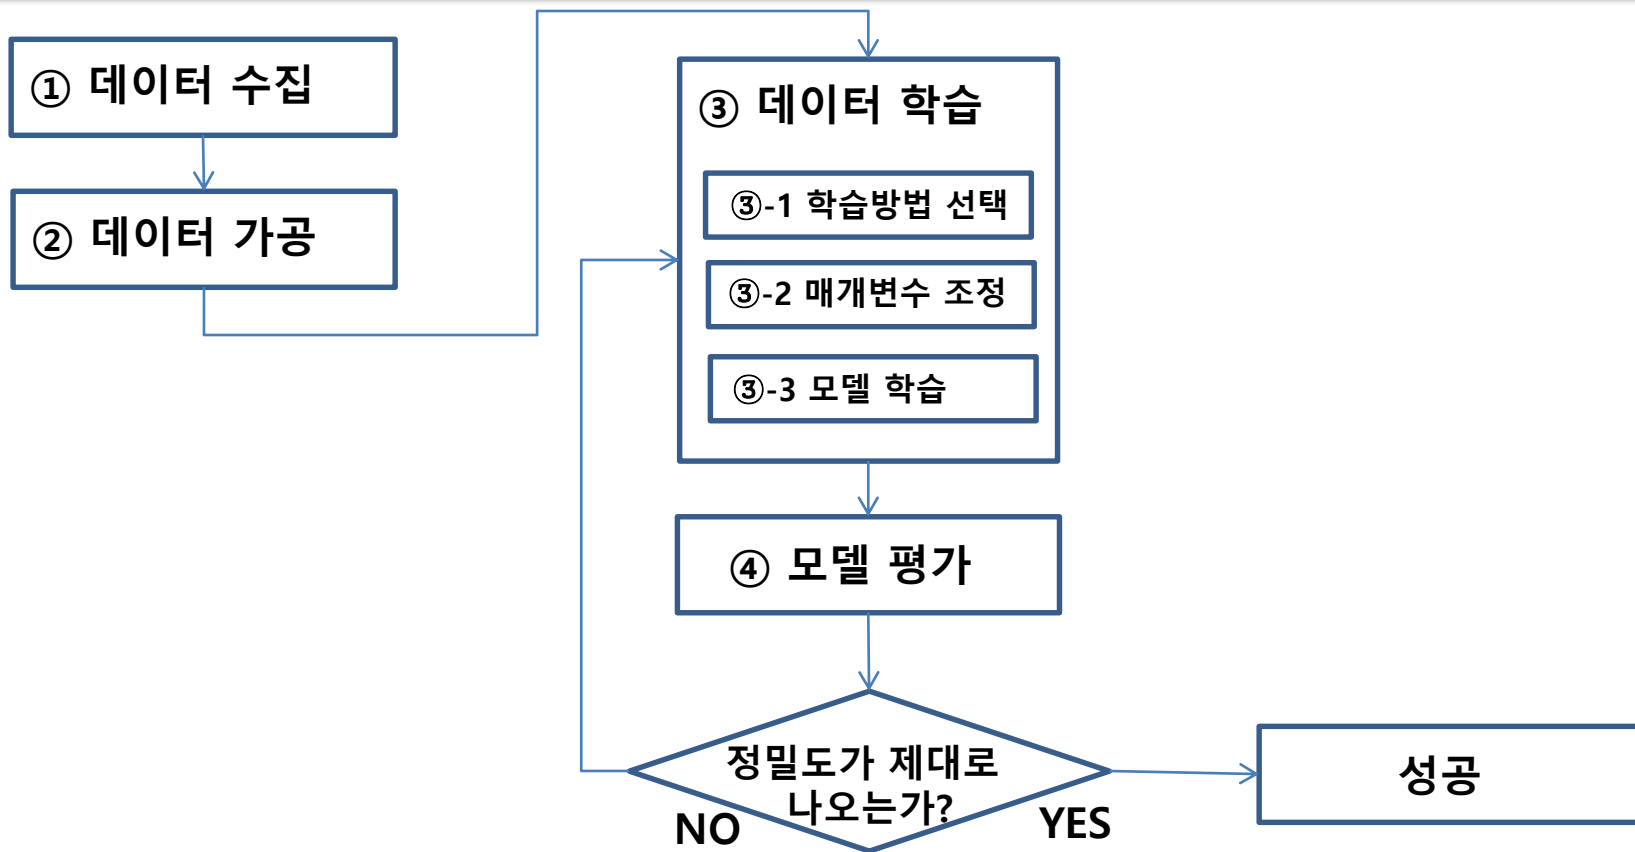 ① 데이터 수집
② 데이터 가공
③ 데이터 학습
③-1 학습방법 선택
③-2 매개변수 조정
③-3 모델 학습
④ 모델 평가
정밀도가 제대로
나오는가?
NO
YES
성공